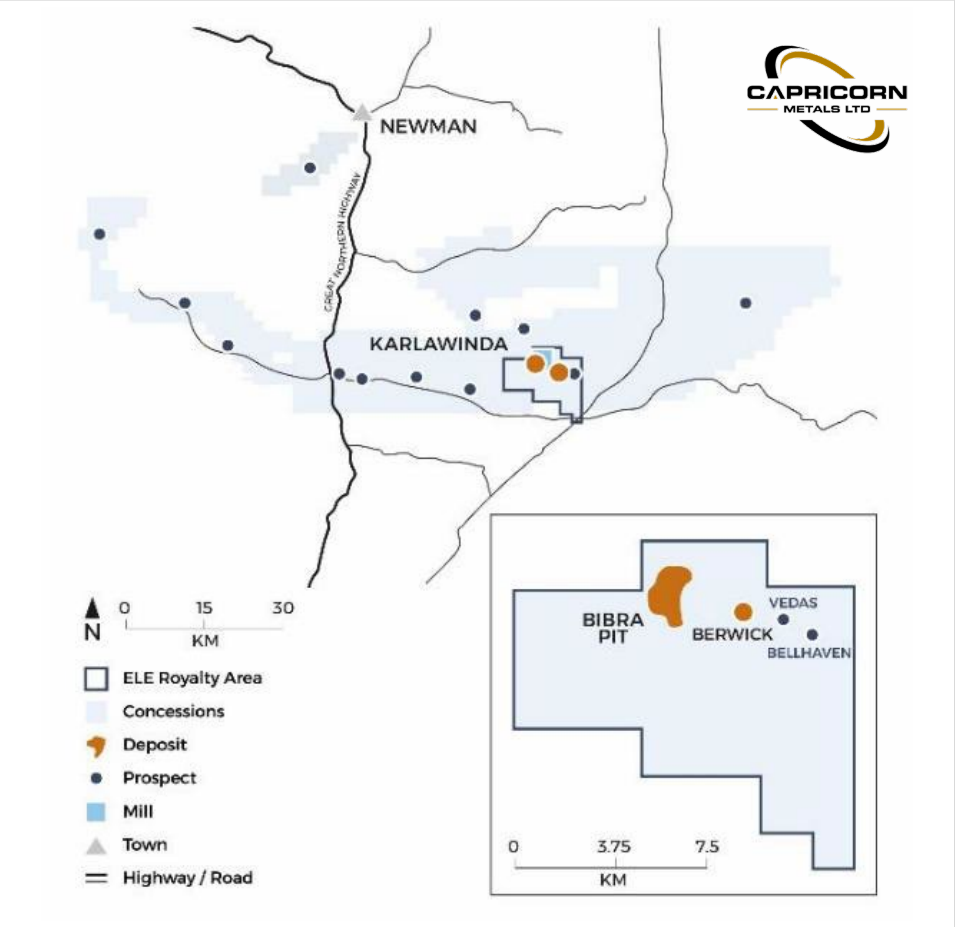 CAPRICORN
METALS LTD
NEWMAN
GREAT NORTHERN HIGHWAY
KARLAWINDA
N
0 15 30
KM
ELE Royalty Area
Concessions
Deposit
Prospect
Mill
Town
Highway / Road
BIBRA
PIT
BERWICK
VEDAS
BELLHAVEN
0 3.75 7.5
KM